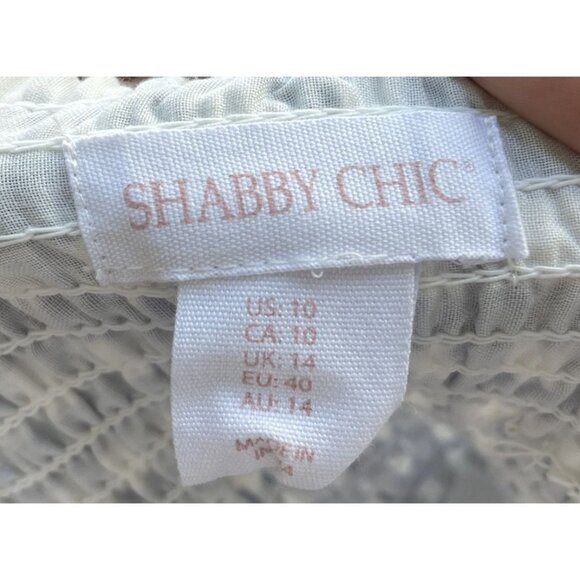 SHABBY CHIC®
US: 10
CA: 10
UK: 14
EU: 40
AU: 14
MADE IN